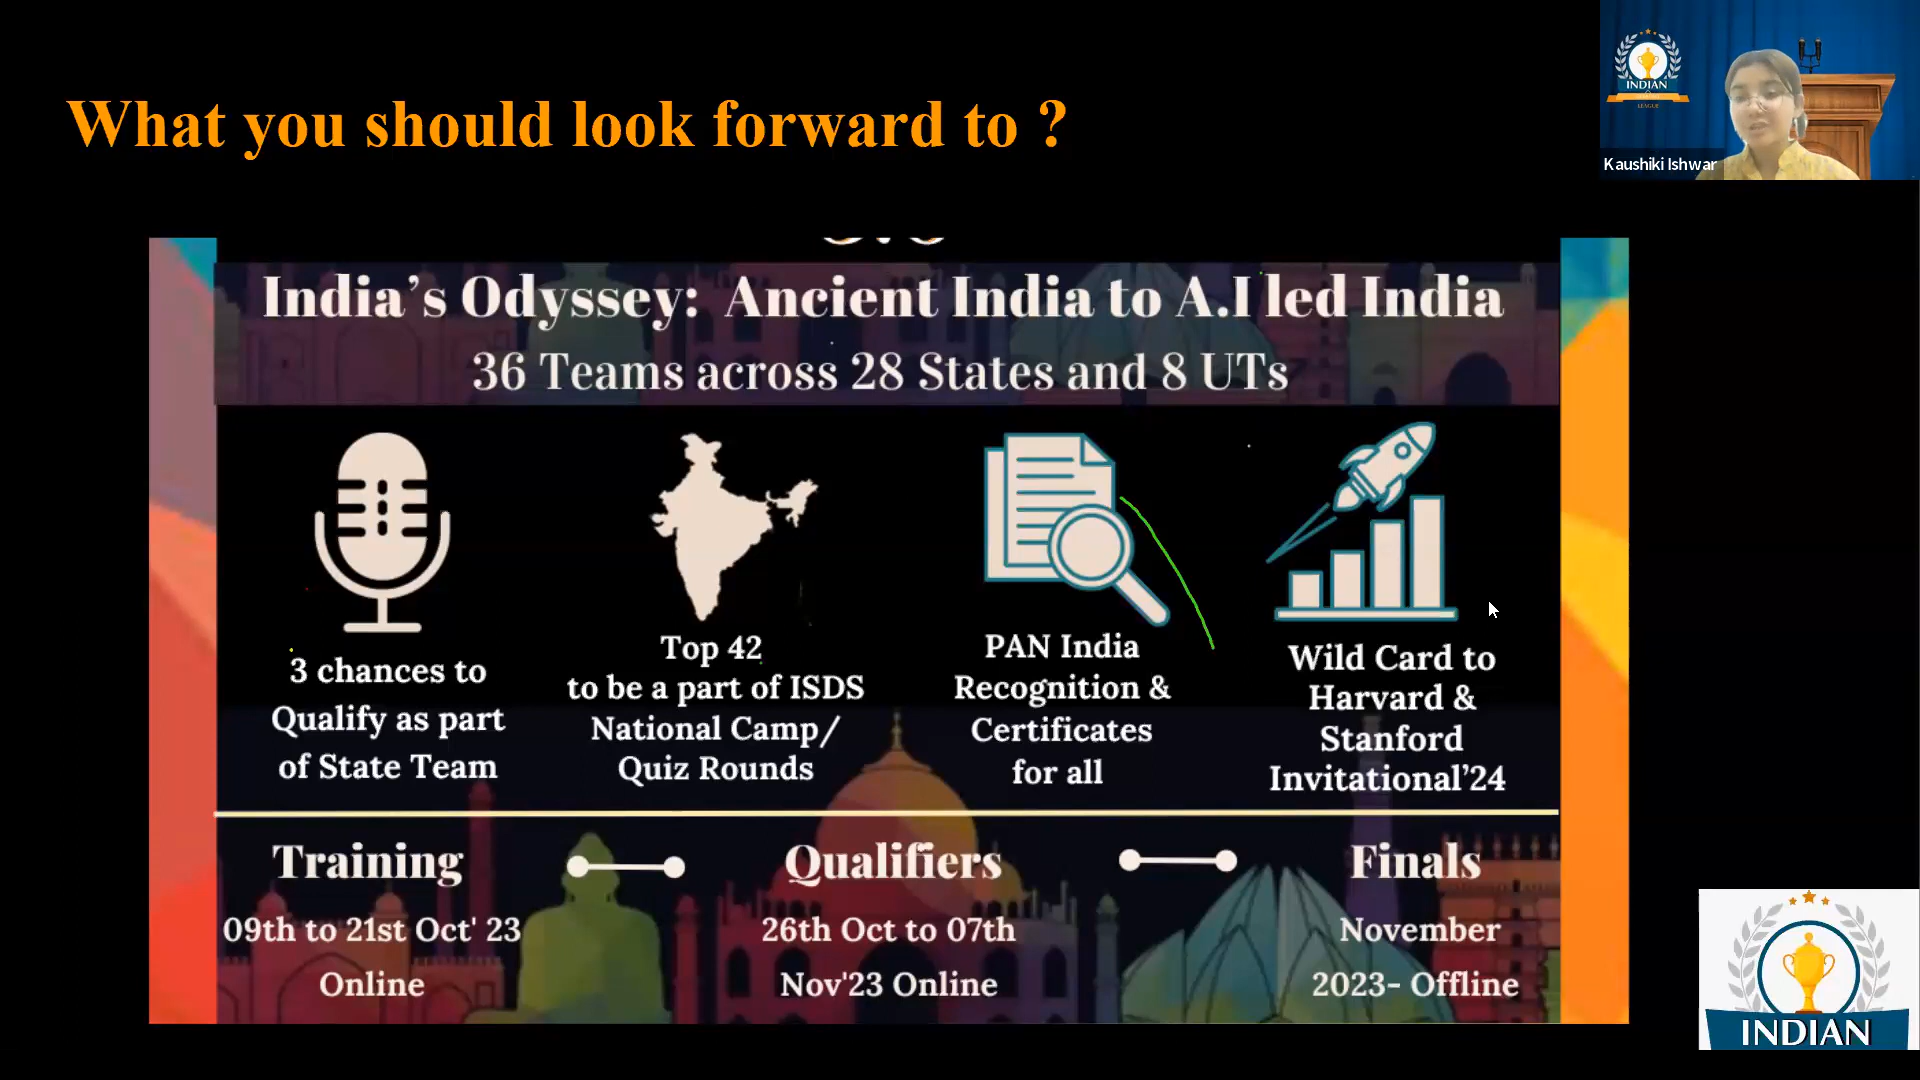 What you should look forward to ?
INDIAN
LEAGUE
Kaushiki Ishwar
India's Odyssey: Ancient India to A.I led India
36 Teams across 28 States and 8 UTs
3 chances to
Qualify as part
of State Team
Top 42
to be a part of ISDS
National Camp/
Quiz Rounds
PAN India
Recognition &
Certificates
for all
Wild Card to
Harvard &
Stanford
Invitational'24
Training
09th to 21st Oct' 23
Online
Qualifiers
26th Oct to 07th
Nov'23 Online
Finals
November
2023- Offline
INDIAN